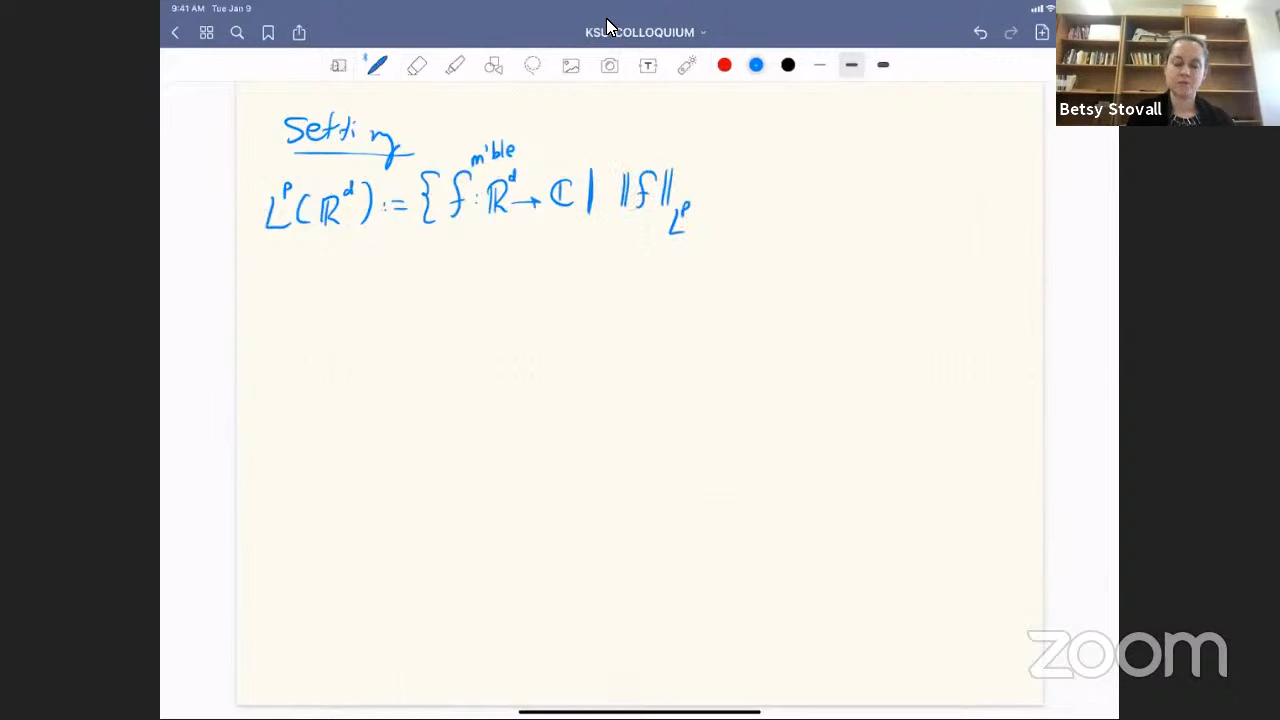 9:41 AM Tue Jan 9
KSU COLLOQUIUM
Betsy Stovall
Setting
m'ble
L^p(ℝ^d) := { f : ℝ^d → ℂ | ‖f‖_{L^p}
zoom